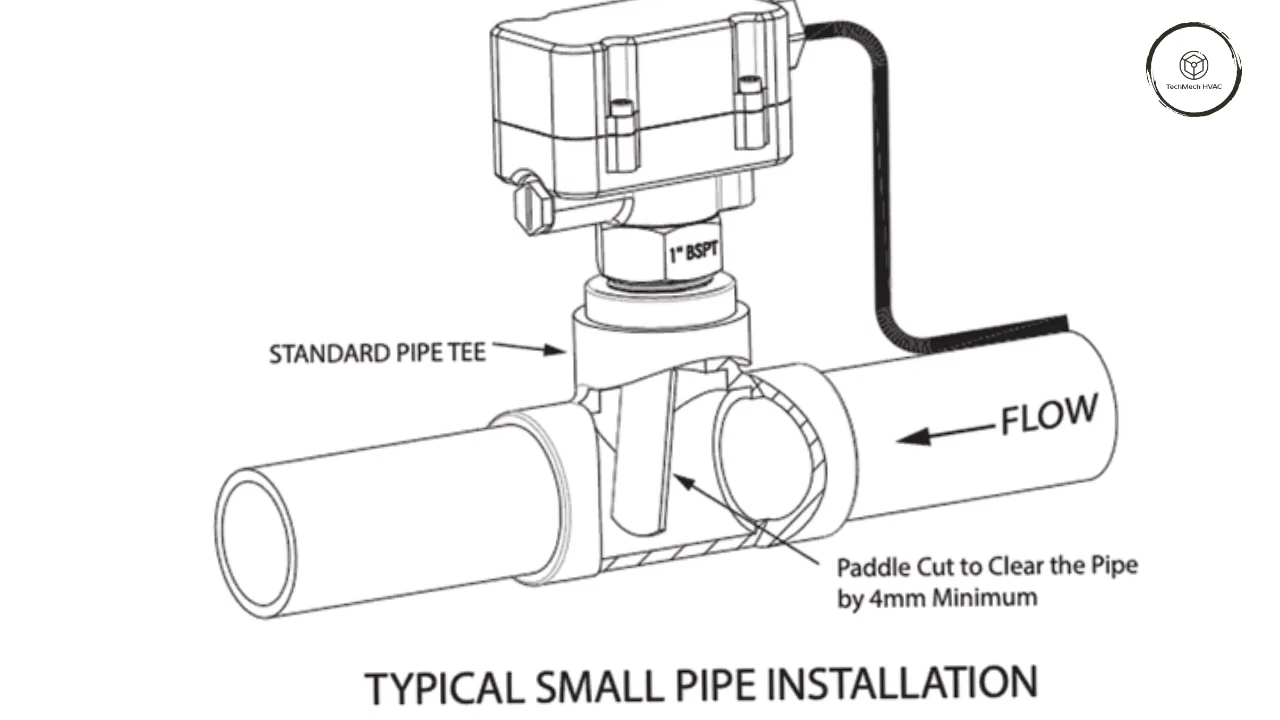 TechMech HVAC
1" BSPT
STANDARD PIPE TEE
FLOW
Paddle Cut to Clear the Pipe
by 4mm Minimum
TYPICAL SMALL PIPE INSTALLATION